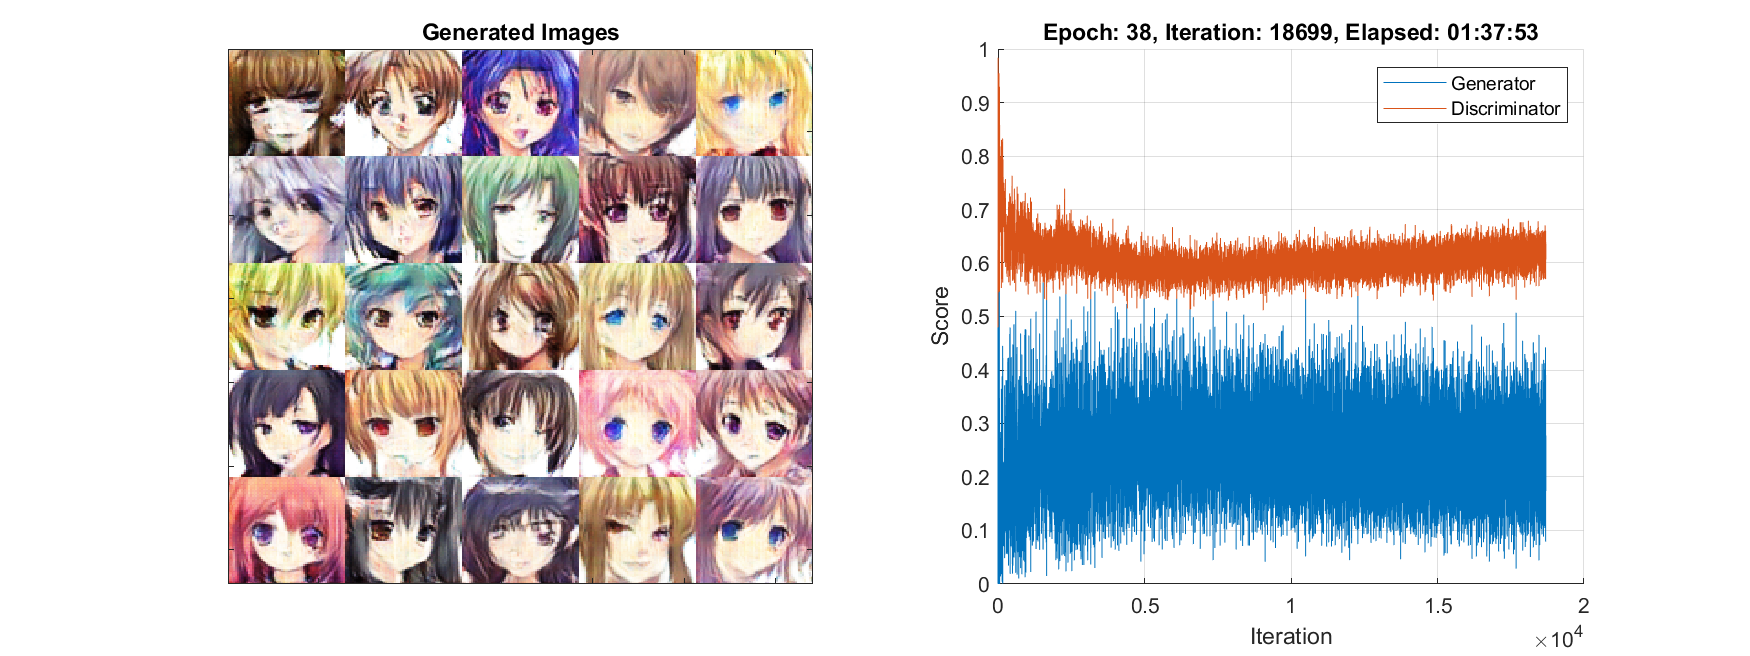 Generated Images
Epoch: 38, Iteration: 18699, Elapsed: 01:37:53
Generator
Discriminator
1
0.9
0.8
0.7
0.6
0.5
0.4
0.3
0.2
0.1
0
Score
0 0.5 1 1.5 2
Iteration
×10⁴